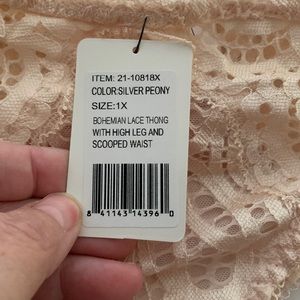 ITEM: 21-10818X
COLOR:SILVER PEONY
SIZE:1X
BOHEMIAN LACE THONG
WITH HIGH LEG AND
SCOOPED WAIST
8 41143 14396 0